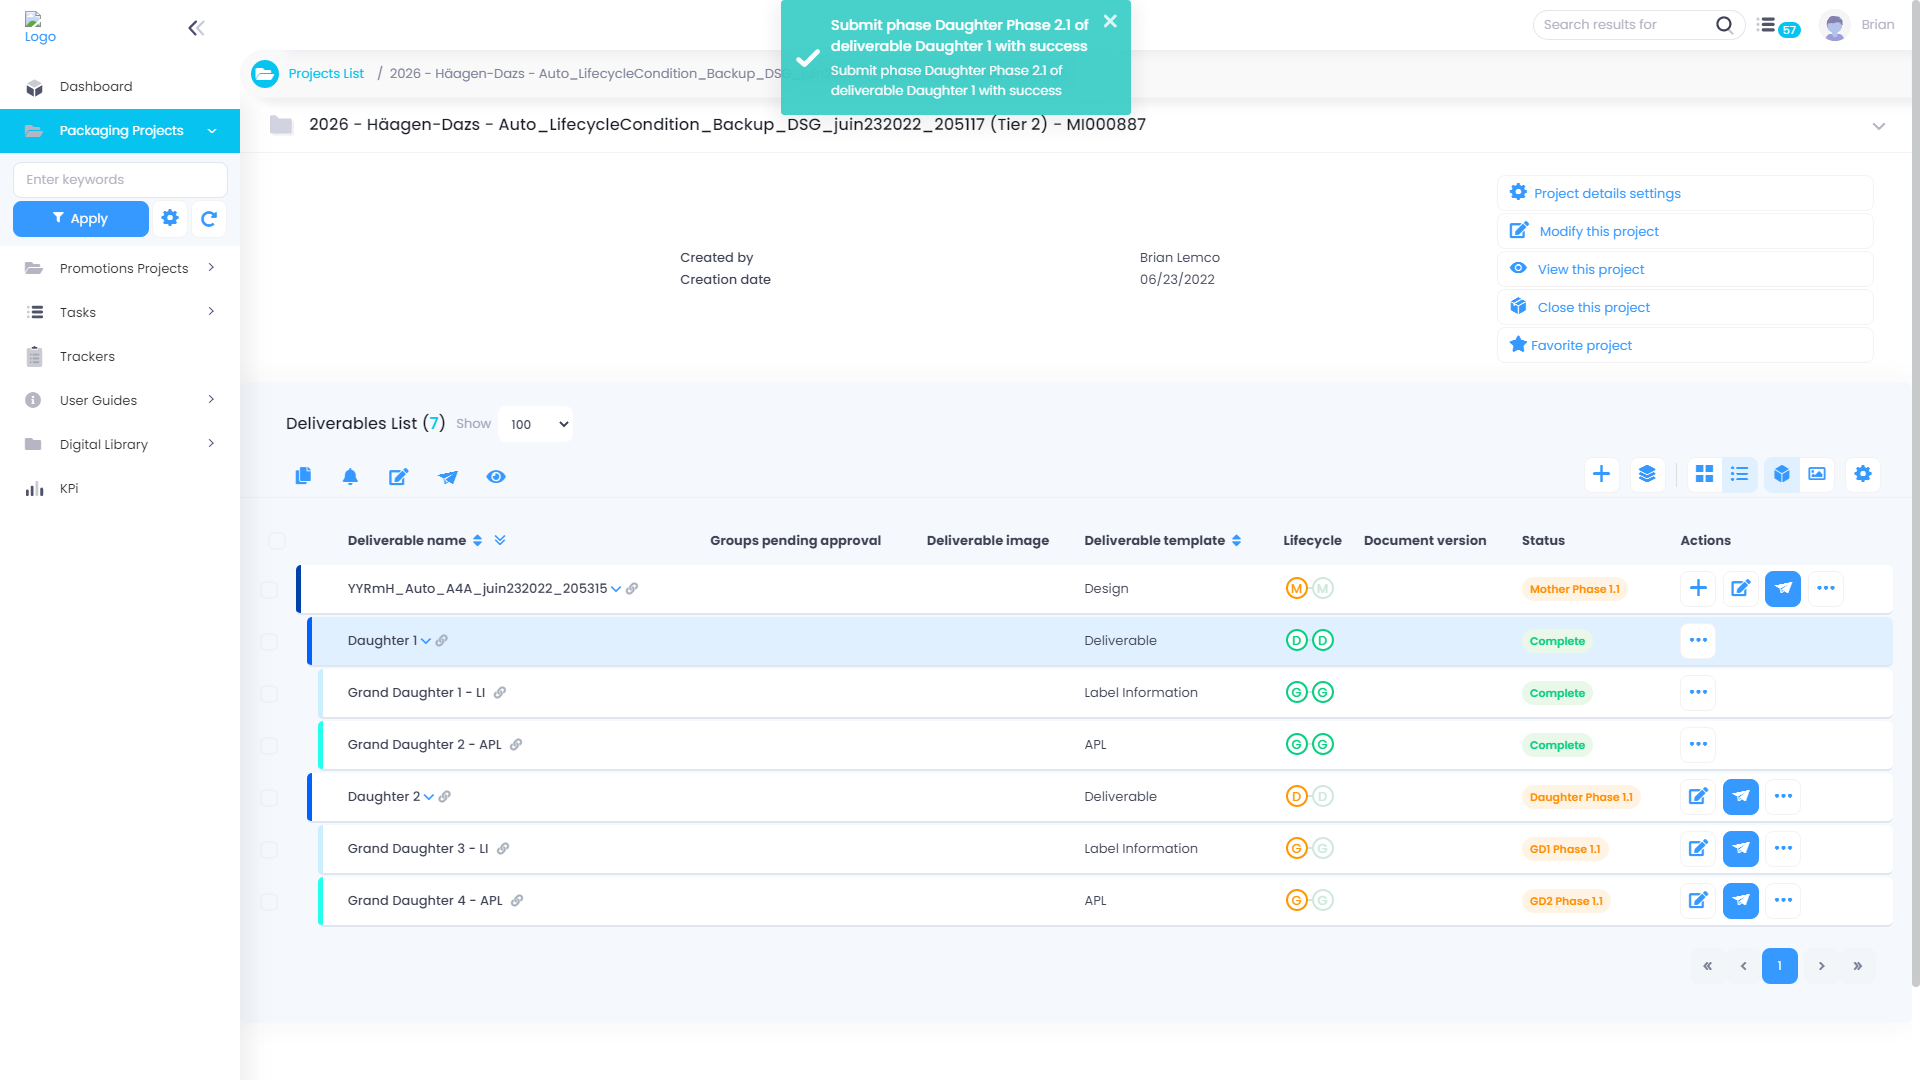 Logo
Search results for
57
Brian
Submit phase Daughter Phase 2.1 of
deliverable Daughter 1 with success
Submit phase Daughter Phase 2.1 of
deliverable Daughter 1 with success
Projects List / 2026 - Häagen-Dazs - Auto_LifecycleCondition_Backup_DSG_
2026 - Häagen-Dazs - Auto_LifecycleCondition_Backup_DSG_juin232022_205117 (Tier 2) - MI000887
Dashboard
Packaging Projects
Enter keywords
Apply
Promotions Projects
Tasks
Trackers
User Guides
Digital Library
KPi
Created by Brian Lemco
Creation date 06/23/2022
Project details settings
Modify this project
View this project
Close this project
Favorite project
Deliverables List (7) Show 100
Deliverable name Groups pending approval Deliverable image Deliverable template Lifecycle Document version Status Actions
YYRmH_Auto_A4A_juin232022_205315 Design M M Mother Phase 1.1
Daughter 1 Deliverable D D Complete
Grand Daughter 1 - LI Label Information G G Complete
Grand Daughter 2 - APL APL G G Complete
Daughter 2 Deliverable D D Daughter Phase 1.1
Grand Daughter 3 - LI Label Information G G GD1 Phase 1.1
Grand Daughter 4 - APL APL G G GD2 Phase 1.1
« ‹ 1 › »